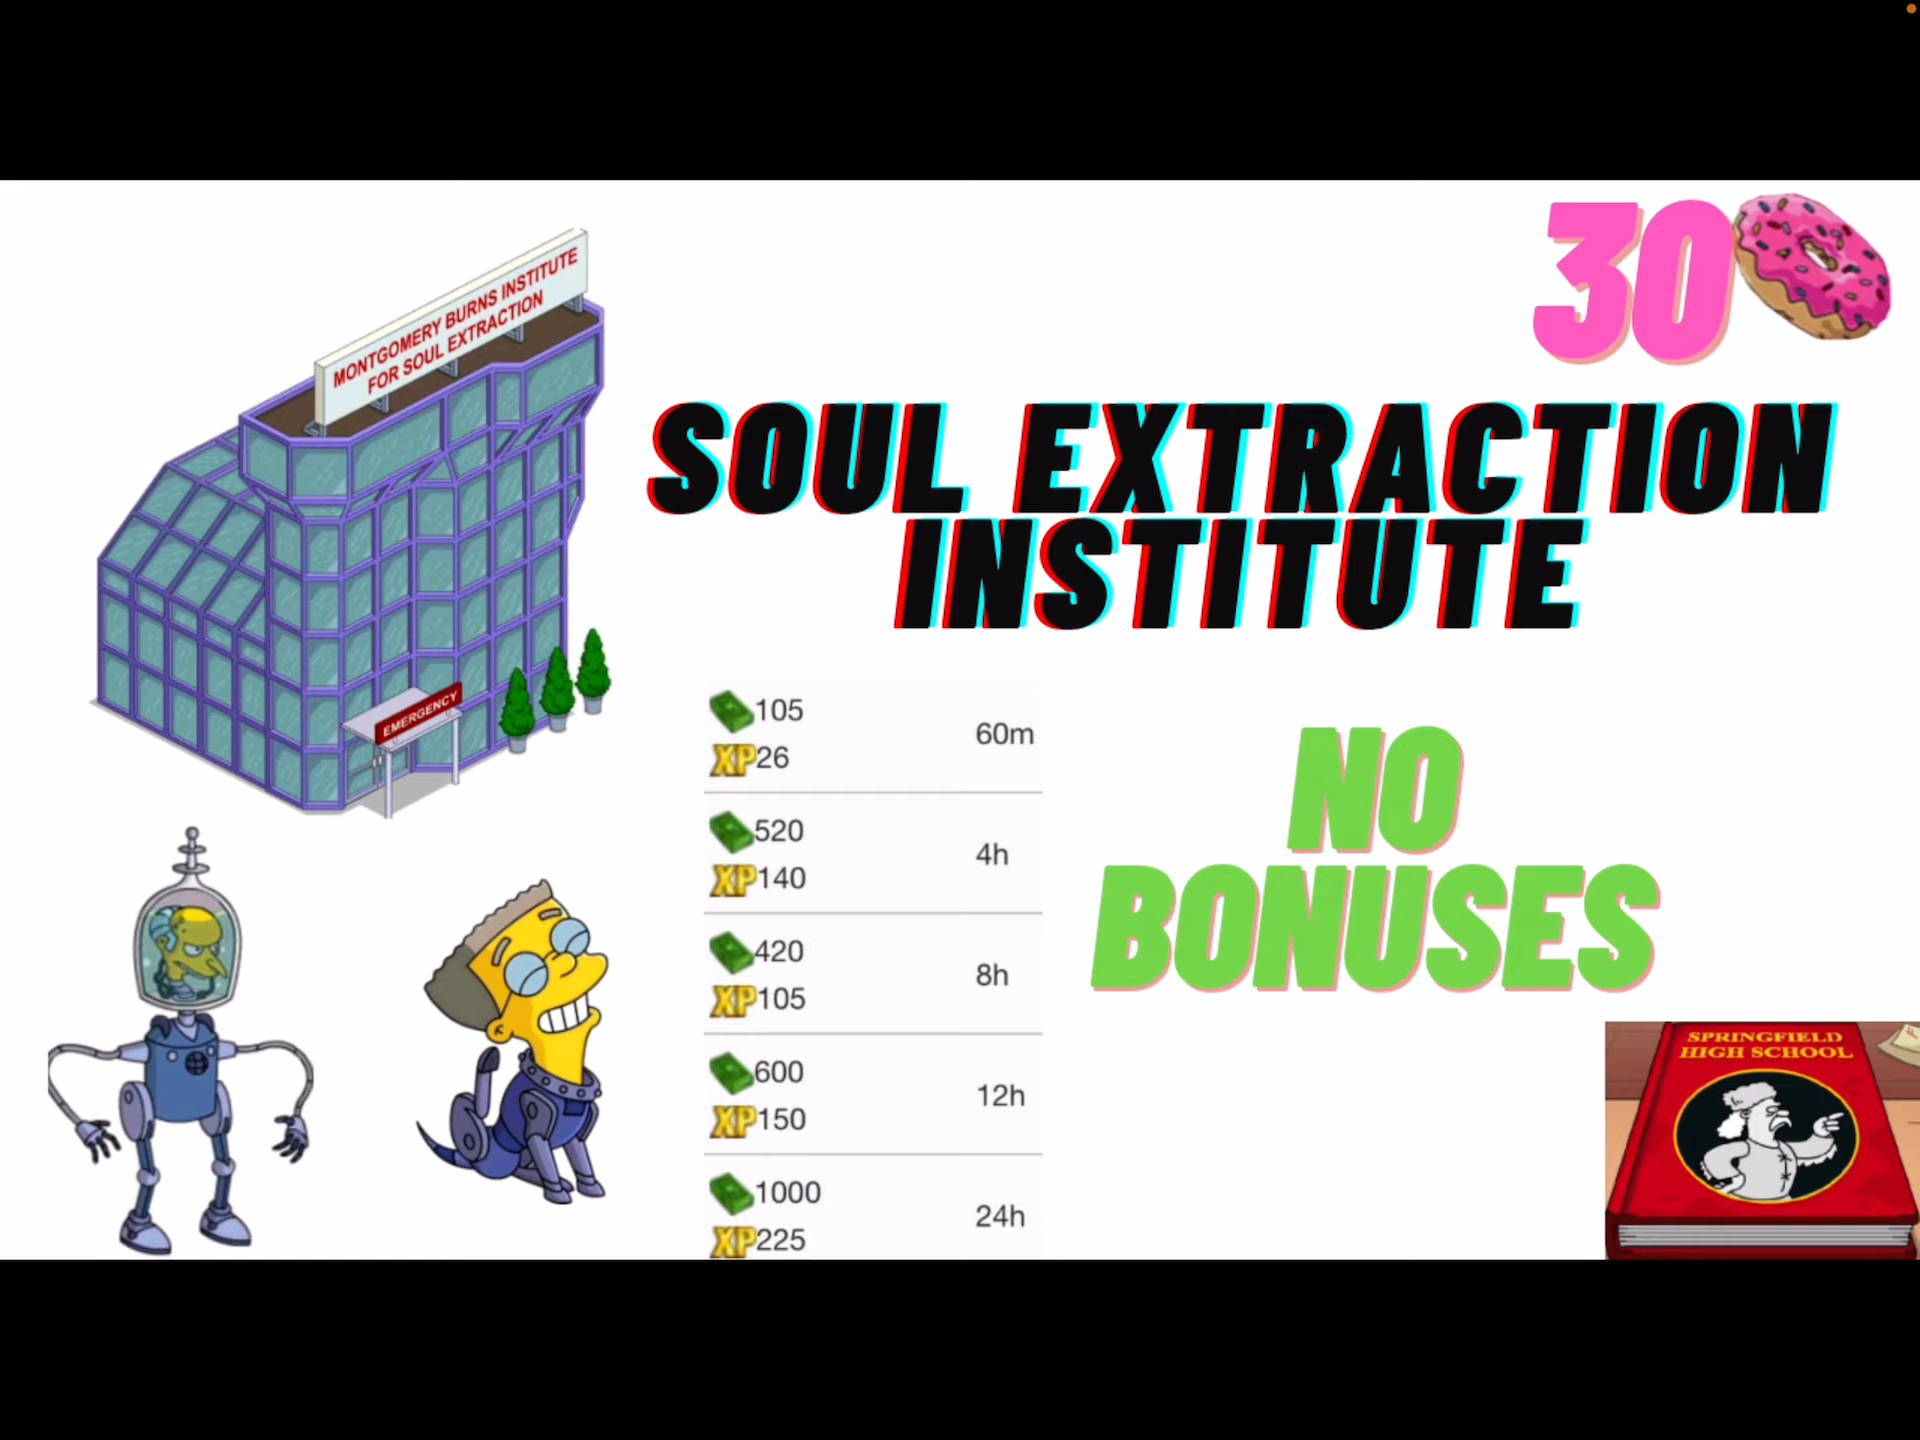 30
MONTGOMERY BURNS INSTITUTE
FOR SOUL EXTRACTION
SOUL EXTRACTION
INSTITUTE
EMERGENCY
105
60m
XP26
520
4h
XP140
420
8h
XP105
600
12h
XP150
1000
24h
XP225
NO
BONUSES
SPRINGFIELD
HIGH SCHOOL